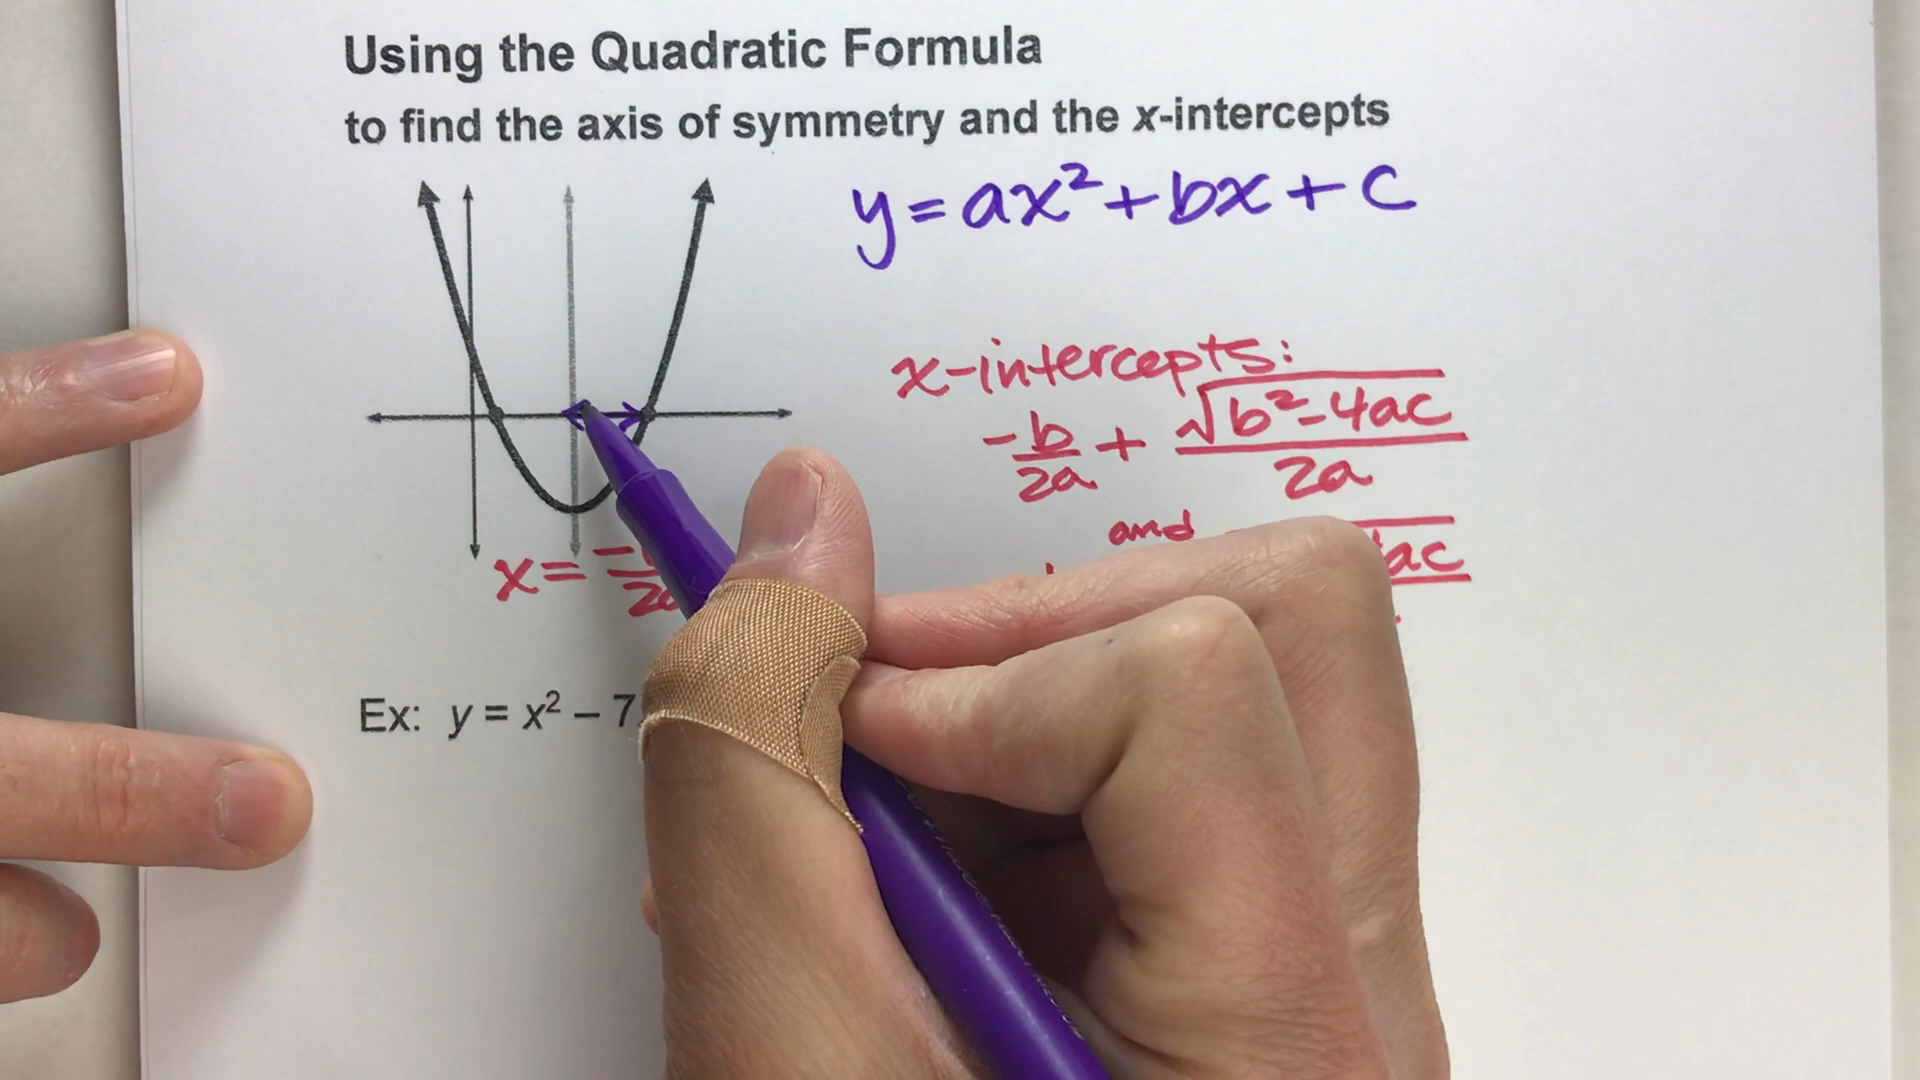 Using the Quadratic Formula
to find the axis of symmetry and the x-intercepts
y = ax² + bx + c
x-intercepts:
-b/2a + √b²-4ac/2a
and
ac
x = -
2a
Ex: y = x² – 7